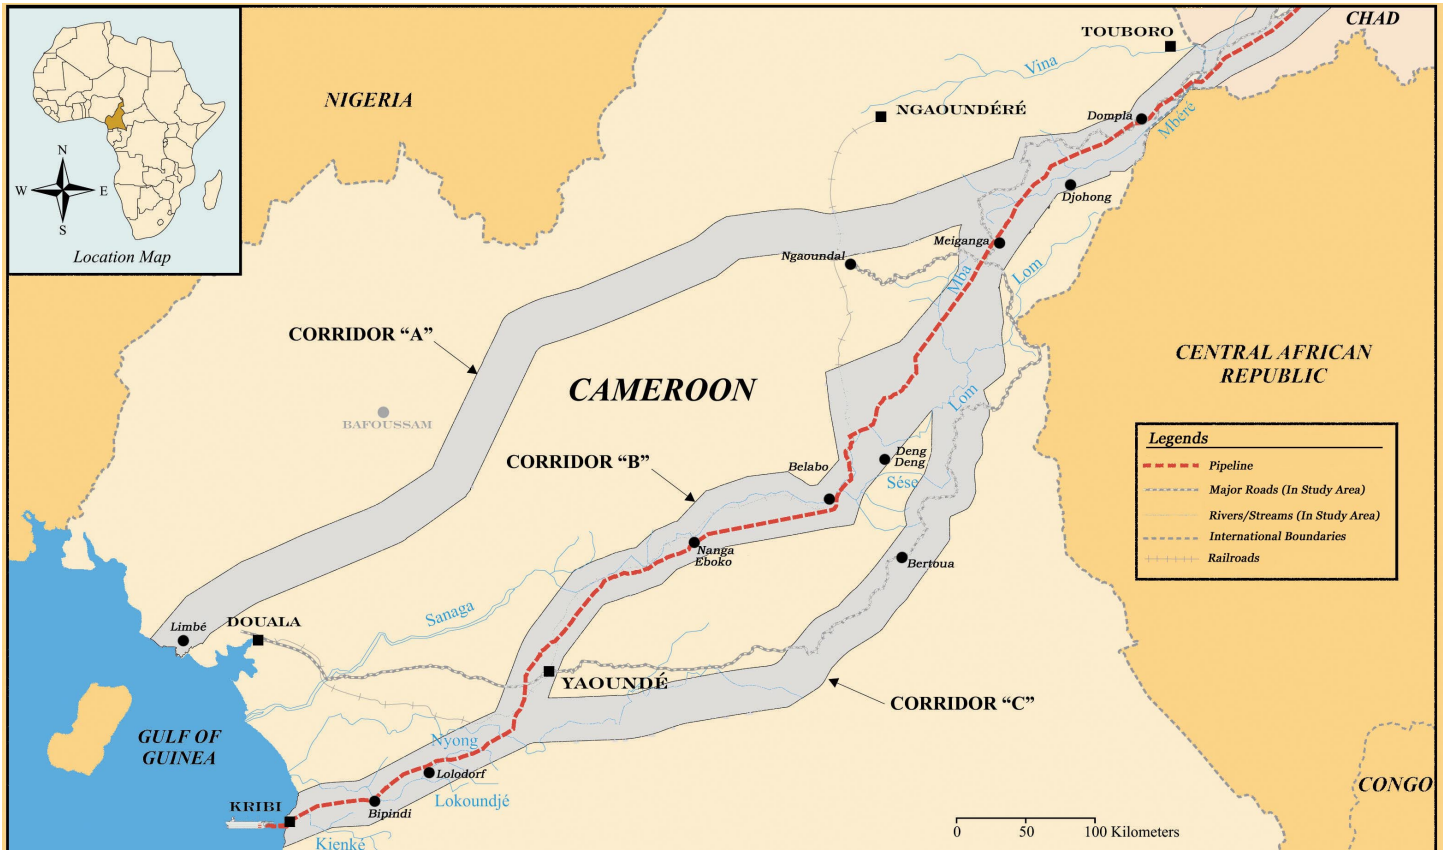 N
W
E
S
Location Map
NIGERIA
CHAD
TOUBORO
Vina
NGAOUNDÉRÉ
Dompla
Mbéré
Djohong
Meiganga
Ngaoundal
Mba
Lom
CORRIDOR “A”
CAMEROON
CENTRAL AFRICAN
REPUBLIC
BAFOUSSAM
Lom
CORRIDOR “B”
Belabo
Deng
Deng
Sése
Legends
Pipeline
Major Roads (In Study Area)
Rivers/Streams (In Study Area)
International Boundaries
Railroads
Nanga
Eboko
Bertoua
Sanaga
Limbé
DOUALA
YAOUNDÉ
CORRIDOR “C”
GULF OF
GUINEA
Nyong
Lolodorf
Lokoundjé
CONGO
KRIBI
Bipindi
Kienké
0
50
100 Kilometers